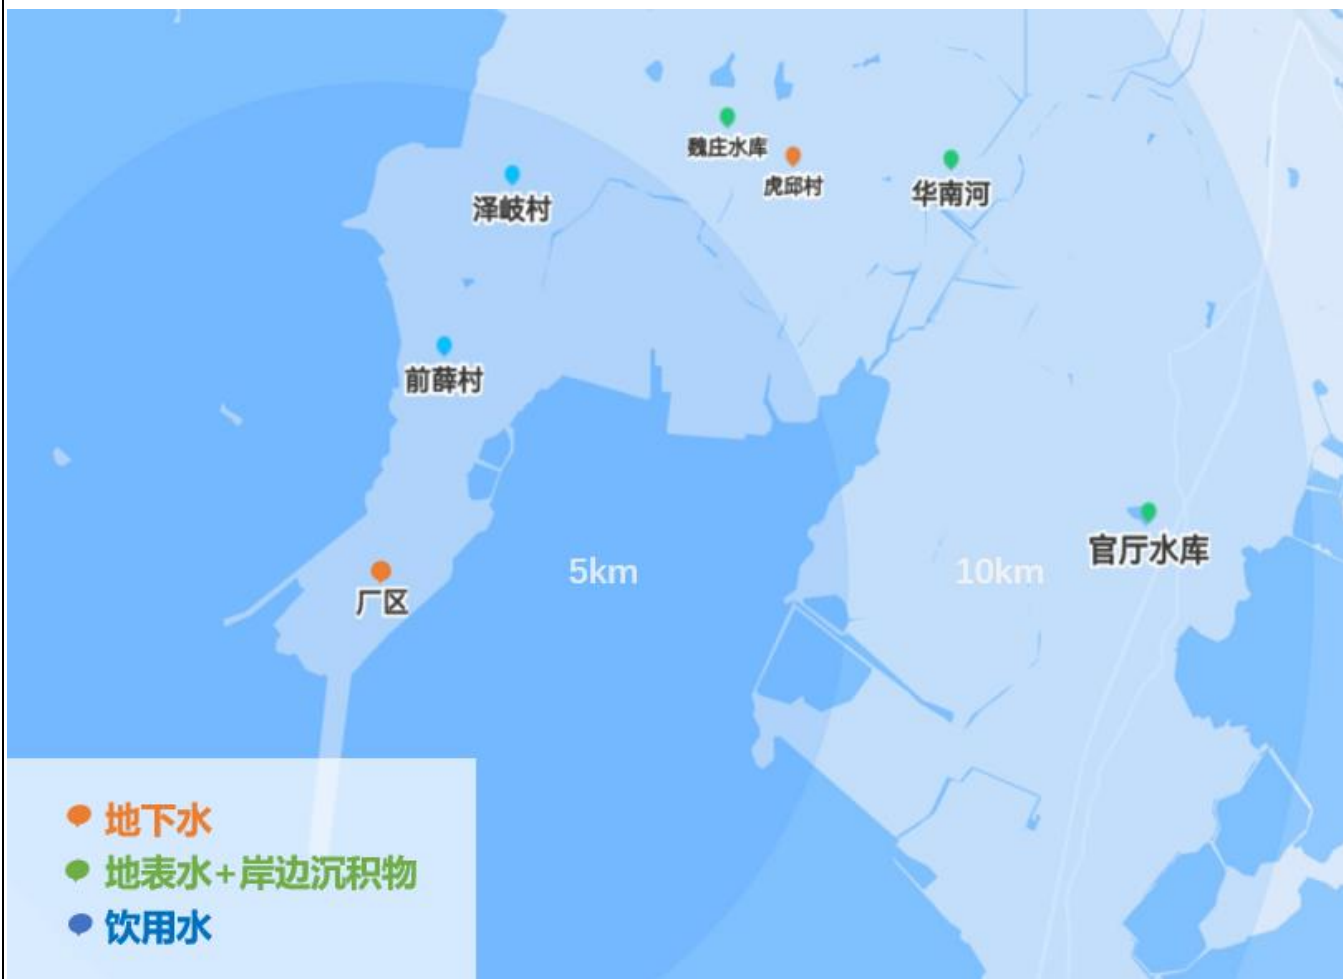 魏庄水库
虎邱村
华南河
泽岐村
前薛村
官厅水库
5km
10km
厂区
地下水
地表水+岸边沉积物
饮用水